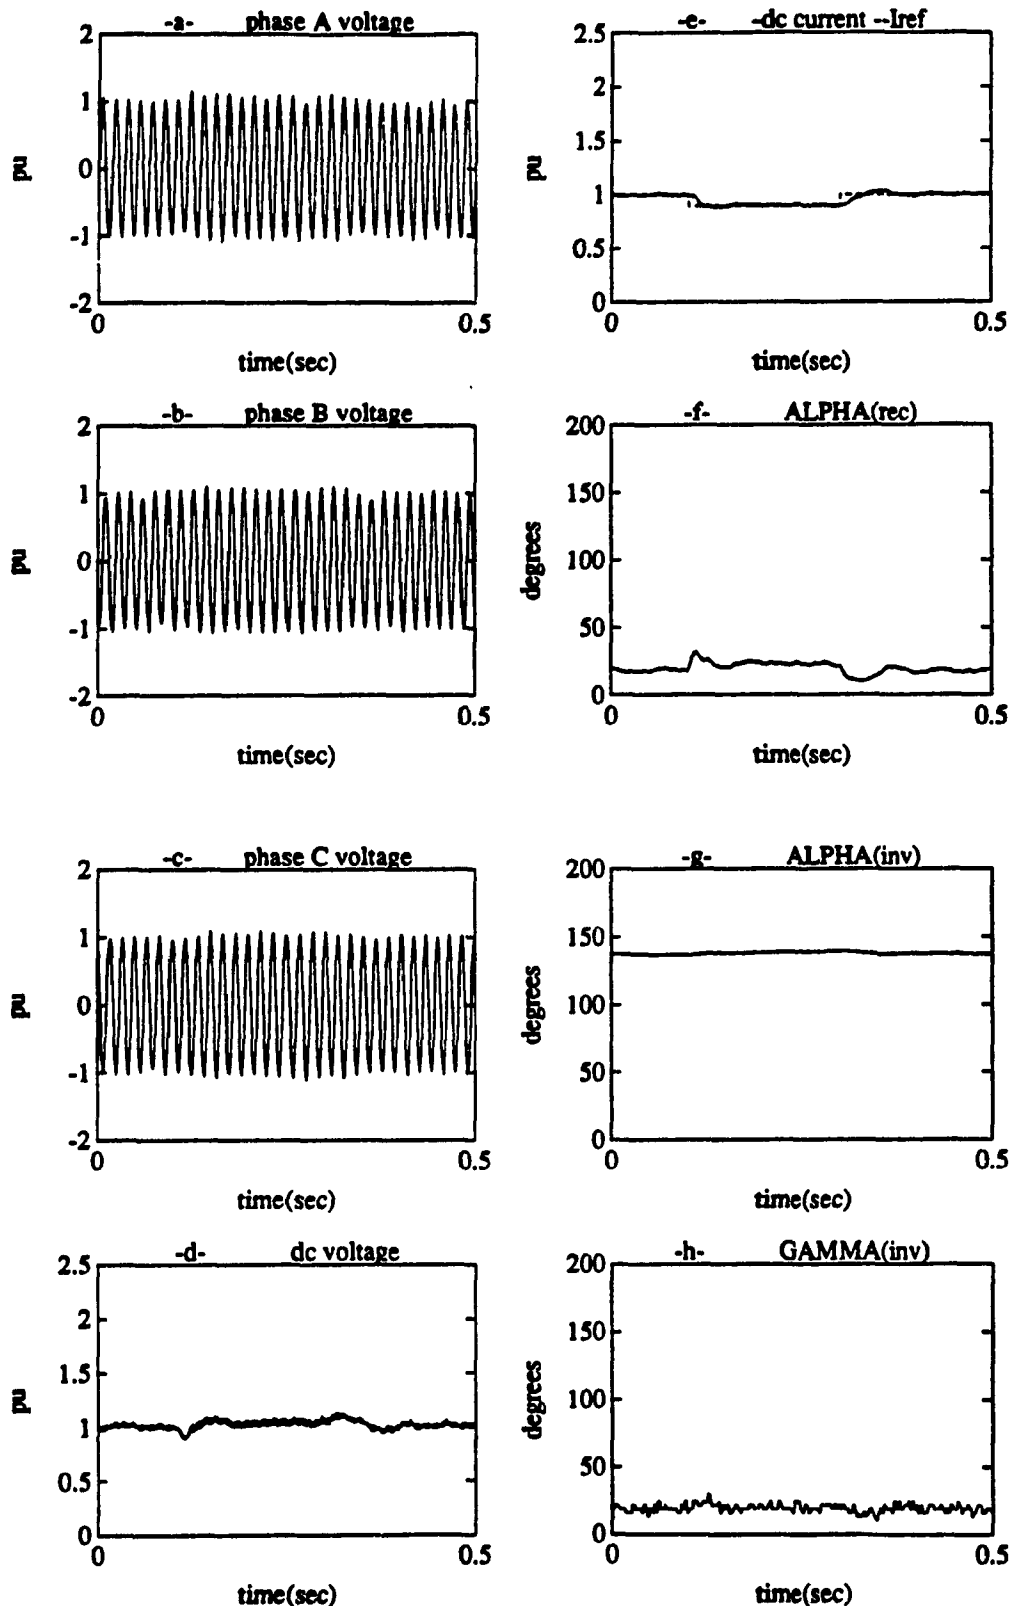 -a- phase A voltage
2
1
0
-1
-2
pu
0 0.5
time(sec)
-e- -dc current --Iref
2.5
2
1.5
1
0.5
0
pu
0 0.5
time(sec)
-b- phase B voltage
2
1
0
-1
-2
pu
0 0.5
time(sec)
-f- ALPHA(rec)
200
150
100
50
0
degrees
0 0.5
time(sec)
-c- phase C voltage
2
1
0
-1
-2
pu
0 0.5
time(sec)
-g- ALPHA(inv)
200
150
100
50
0
degrees
0 0.5
time(sec)
-d- dc voltage
2.5
2
1.5
1
0.5
0
pu
0 0.5
time(sec)
-h- GAMMA(inv)
200
150
100
50
0
degrees
0 0.5
time(sec)